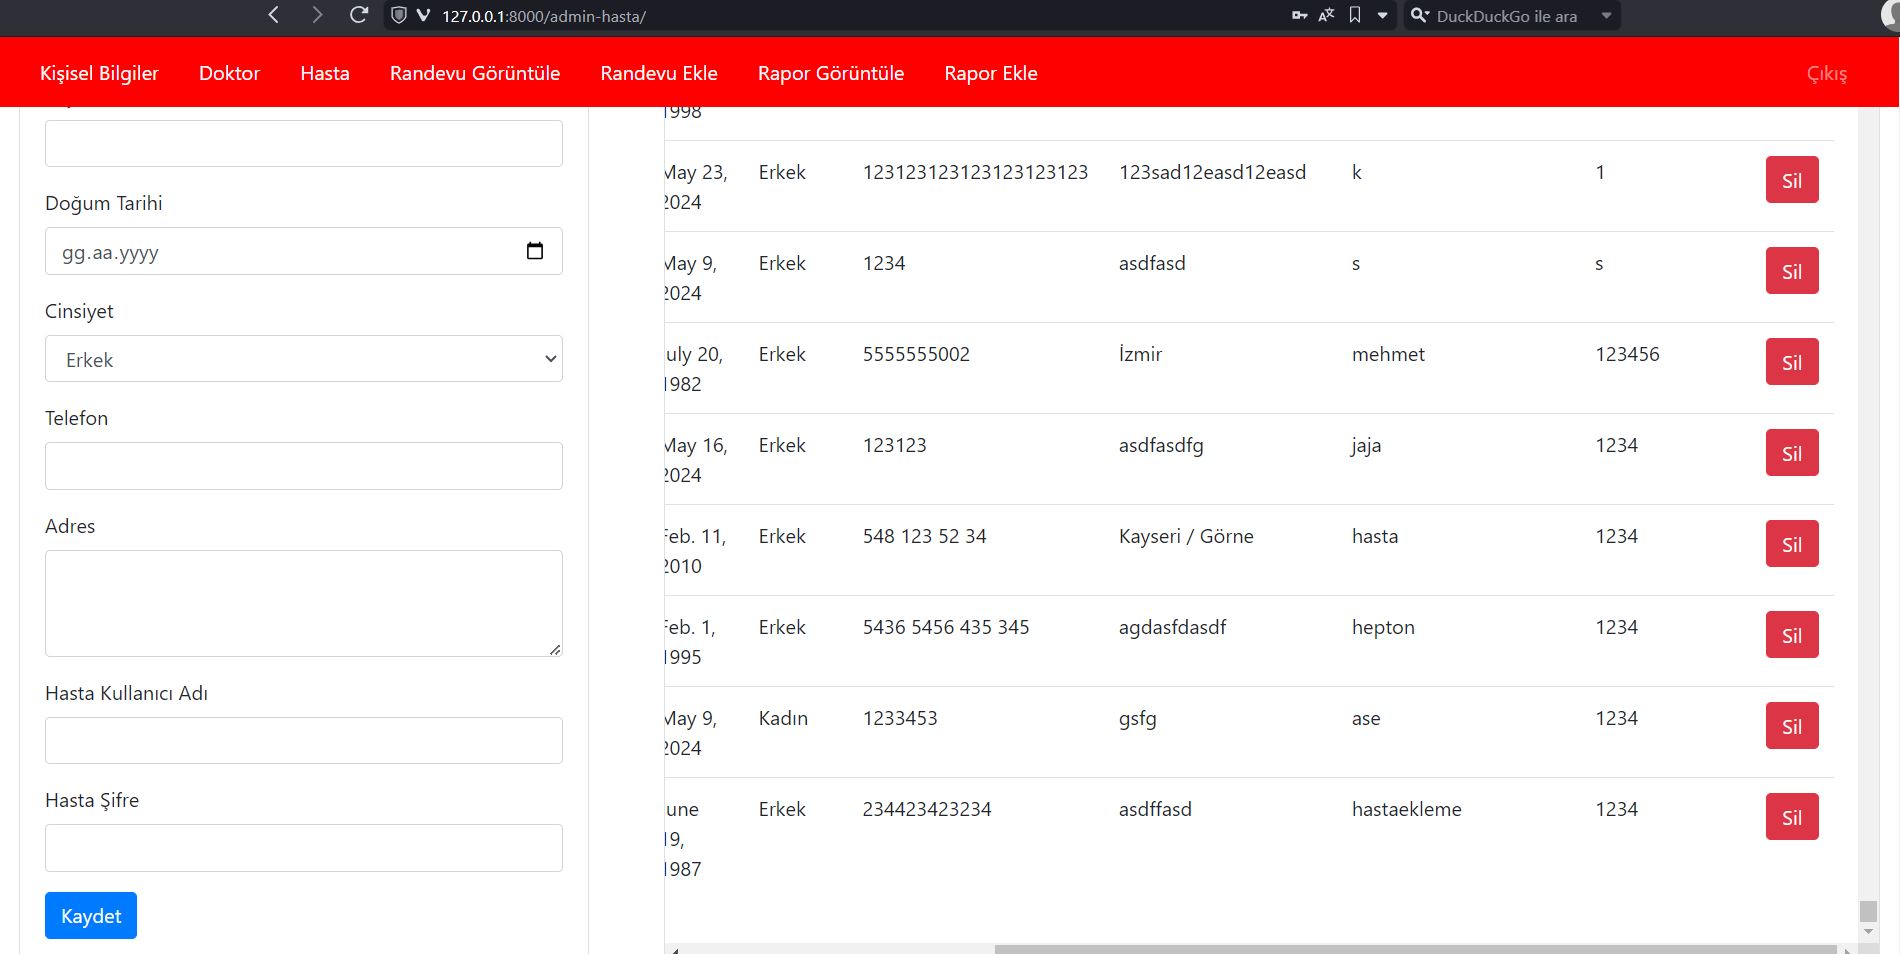 127.0.0.1:8000/admin-hasta/
DuckDuckGo ile ara
Kişisel Bilgiler Doktor Hasta Randevu Görüntüle Randevu Ekle Rapor Görüntüle Rapor Ekle Çıkış
Doğum Tarihi
gg.aa.yyyy
Cinsiyet
Erkek
Telefon
Adres
Hasta Kullanıcı Adı
Hasta Şifre
Kaydet
1998
May 23, Erkek 123123123123123123123 123sad12easd12easd k 1 Sil
2024
May 9, Erkek 1234 asdfasd s s Sil
2024
uly 20, Erkek 5555555002 İzmir mehmet 123456 Sil
1982
May 16, Erkek 123123 asdfasdfg jaja 1234 Sil
2024
Feb. 11, Erkek 548 123 52 34 Kayseri / Görne hasta 1234 Sil
2010
Feb. 1, Erkek 5436 5456 435 345 agdasfdasdf hepton 1234 Sil
1995
May 9, Kadın 1233453 gsfg ase 1234 Sil
2024
une Erkek 234423423234 asdffasd hastaekleme 1234 Sil
19,
1987